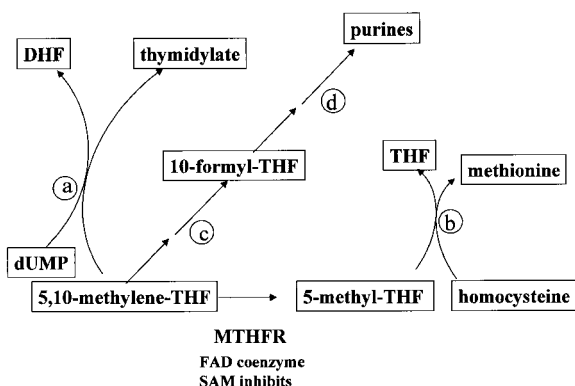 purines
DHF
thymidylate
d
10-formyl-THF
THF
methionine
a
c
b
dUMP
5,10-methylene-THF
5-methyl-THF
homocysteine
MTHFR
FAD coenzyme
SAM inhibits